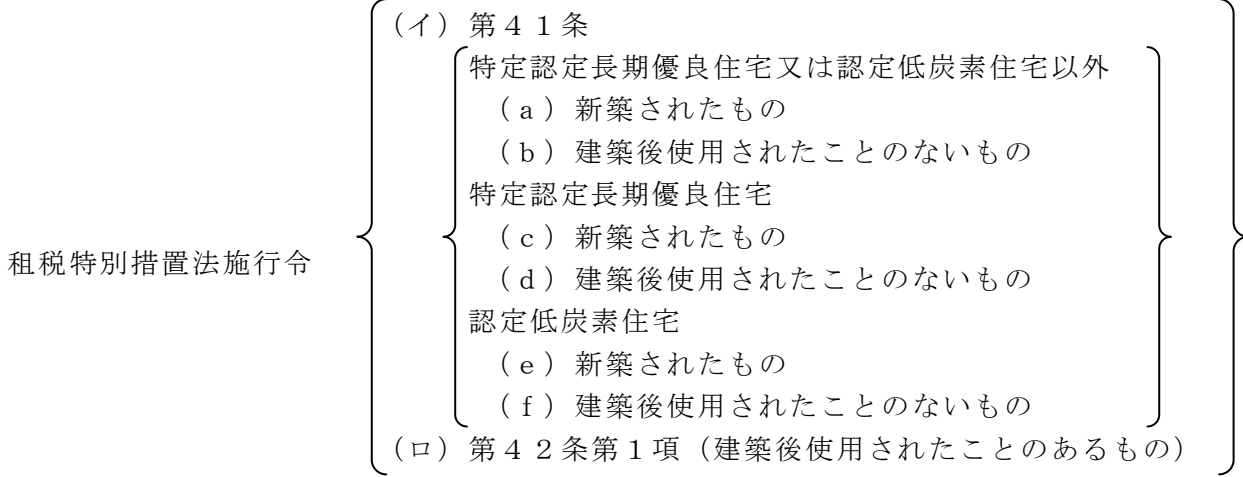 (イ)第41条
特定認定長期優良住宅又は認定低炭素住宅以外
(a)新築されたもの
(b)建築後使用されたことのないもの
特定認定長期優良住宅
(c)新築されたもの
租税特別措置法施行令
(d)建築後使用されたことのないもの
認定低炭素住宅
(e)新築されたもの
(f)建築後使用されたことのないもの
(ロ)第42条第1項(建築後使用されたことのあるもの)